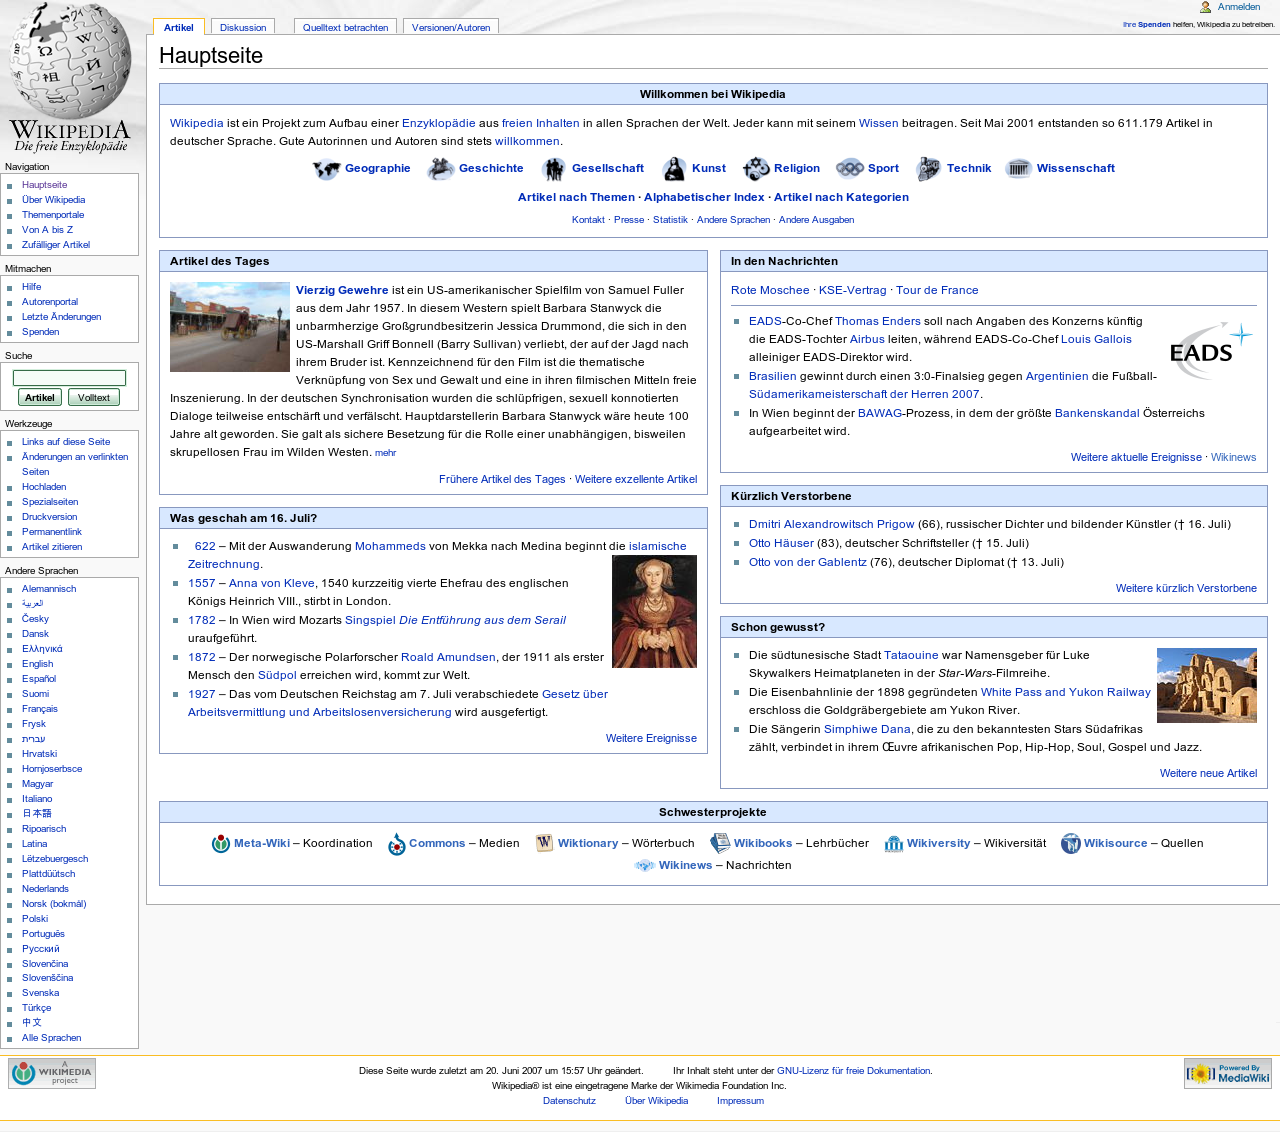 Anmelden
Ihre Spenden helfen, Wikipedia zu betreiben.
Artikel
Diskussion
Quelltext betrachten
Versionen/Autoren
WIKIPEDIA
Die freie Enzyklopädie
Navigation
Hauptseite
Über Wikipedia
Themenportale
Von A bis Z
Zufälliger Artikel
Mitmachen
Hilfe
Autorenportal
Letzte Änderungen
Spenden
Suche
Artikel Volltext
Werkzeuge
Links auf diese Seite
Änderungen an verlinkten
Seiten
Hochladen
Spezialseiten
Druckversion
Permanentlink
Artikel zitieren
Andere Sprachen
Alemannisch
العربية
Česky
Dansk
Ελληνικά
English
Español
Suomi
Français
Frysk
עברית
Hrvatski
Hornjoserbsce
Magyar
Italiano
日本語
Ripoarisch
Latina
Lëtzebuergesch
Plattdüütsch
Nederlands
Norsk (bokmål)
Polski
Português
Русский
Slovenčina
Slovenščina
Svenska
Türkçe
中文
Alle Sprachen
Hauptseite
Willkommen bei Wikipedia
Wikipedia ist ein Projekt zum Aufbau einer Enzyklopädie aus freien Inhalten in allen Sprachen der Welt. Jeder kann mit seinem Wissen beitragen. Seit Mai 2001 entstanden so 611.179 Artikel in
deutscher Sprache. Gute Autorinnen und Autoren sind stets willkommen.
Geographie Geschichte Gesellschaft Kunst Religion Sport Technik Wissenschaft
Artikel nach Themen · Alphabetischer Index · Artikel nach Kategorien
Kontakt · Presse · Statistik · Andere Sprachen · Andere Ausgaben
Artikel des Tages
Vierzig Gewehre ist ein US-amerikanischer Spielfilm von Samuel Fuller
aus dem Jahr 1957. In diesem Western spielt Barbara Stanwyck die
unbarmherzige Großgrundbesitzerin Jessica Drummond, die sich in den
US-Marshall Griff Bonnell (Barry Sullivan) verliebt, der auf der Jagd nach
ihrem Bruder ist. Kennzeichnend für den Film ist die thematische
Verknüpfung von Sex und Gewalt und eine in ihren filmischen Mitteln freie
Inszenierung. In der deutschen Synchronisation wurden die schlüpfrigen, sexuell konnotierten
Dialoge teilweise entschärft und verfälscht. Hauptdarstellerin Barbara Stanwyck wäre heute 100
Jahre alt geworden. Sie galt als sichere Besetzung für die Rolle einer unabhängigen, bisweilen
skrupellosen Frau im Wilden Westen. mehr
Frühere Artikel des Tages · Weitere exzellente Artikel
Was geschah am 16. Juli?
622 – Mit der Auswanderung Mohammeds von Mekka nach Medina beginnt die islamische
Zeitrechnung.
1557 – Anna von Kleve, 1540 kurzzeitig vierte Ehefrau des englischen
Königs Heinrich VIII., stirbt in London.
1782 – In Wien wird Mozarts Singspiel Die Entführung aus dem Serail
uraufgeführt.
1872 – Der norwegische Polarforscher Roald Amundsen, der 1911 als erster
Mensch den Südpol erreichen wird, kommt zur Welt.
1927 – Das vom Deutschen Reichstag am 7. Juli verabschiedete Gesetz über
Arbeitsvermittlung und Arbeitslosenversicherung wird ausgefertigt.
Weitere Ereignisse
In den Nachrichten
Rote Moschee · KSE-Vertrag · Tour de France
EADS-Co-Chef Thomas Enders soll nach Angaben des Konzerns künftig
die EADS-Tochter Airbus leiten, während EADS-Co-Chef Louis Gallois
alleiniger EADS-Direktor wird.
EADS
Brasilien gewinnt durch einen 3:0-Finalsieg gegen Argentinien die Fußball-
Südamerikameisterschaft der Herren 2007.
In Wien beginnt der BAWAG-Prozess, in dem der größte Bankenskandal Österreichs
aufgearbeitet wird.
Weitere aktuelle Ereignisse · Wikinews
Kürzlich Verstorbene
Dmitri Alexandrowitsch Prigow (66), russischer Dichter und bildender Künstler († 16. Juli)
Otto Häuser (83), deutscher Schriftsteller († 15. Juli)
Otto von der Gablentz (76), deutscher Diplomat († 13. Juli)
Weitere kürzlich Verstorbene
Schon gewusst?
Die südtunesische Stadt Tataouine war Namensgeber für Luke
Skywalkers Heimatplaneten in der Star-Wars-Filmreihe.
Die Eisenbahnlinie der 1898 gegründeten White Pass and Yukon Railway
erschloss die Goldgräbergebiete am Yukon River.
Die Sängerin Simphiwe Dana, die zu den bekanntesten Stars Südafrikas
zählt, verbindet in ihrem Œuvre afrikanischen Pop, Hip-Hop, Soul, Gospel und Jazz.
Weitere neue Artikel
Schwesterprojekte
Meta-Wiki – Koordination Commons – Medien Wiktionary – Wörterbuch Wikibooks – Lehrbücher Wikiversity – Wikiversität Wikisource – Quellen
Wikinews – Nachrichten
A WIKIMEDIA project
Diese Seite wurde zuletzt am 20. Juni 2007 um 15:57 Uhr geändert. Ihr Inhalt steht unter der GNU-Lizenz für freie Dokumentation.
Wikipedia® ist eine eingetragene Marke der Wikimedia Foundation Inc.
Datenschutz Über Wikipedia Impressum
Powered By MediaWiki